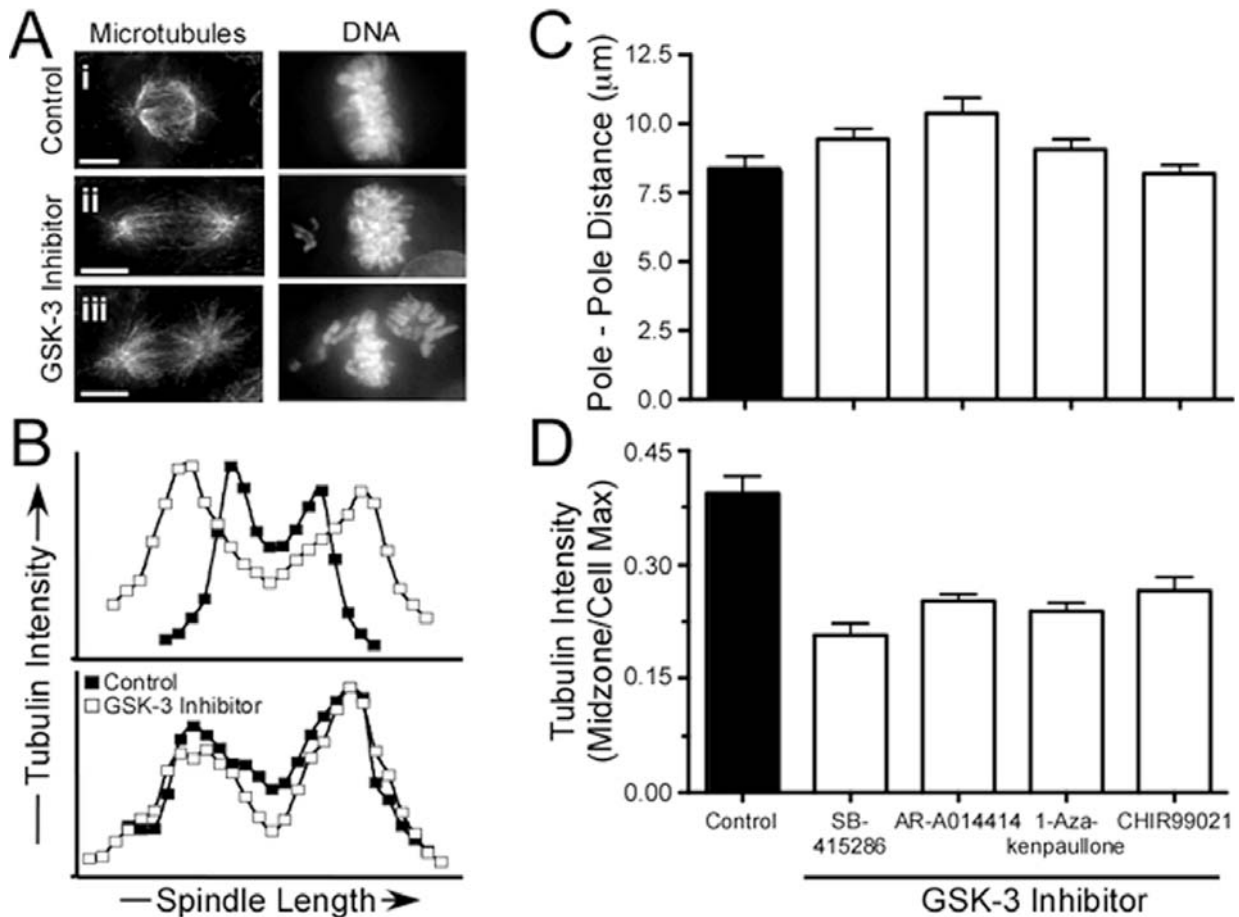 A
Microtubules
DNA
Control
i
GSK-3 Inhibitor
ii
iii
B
Tubulin Intensity
Control
GSK-3 Inhibitor
Spindle Length
C
Pole - Pole Distance (μm)
12.5
10.0
7.5
5.0
2.5
0.0
D
Tubulin Intensity
(Midzone/Cell Max)
0.45
0.30
0.15
0.00
Control
SB-
415286
AR-A014414
1-Aza-
kenpaullone
CHIR99021
GSK-3 Inhibitor